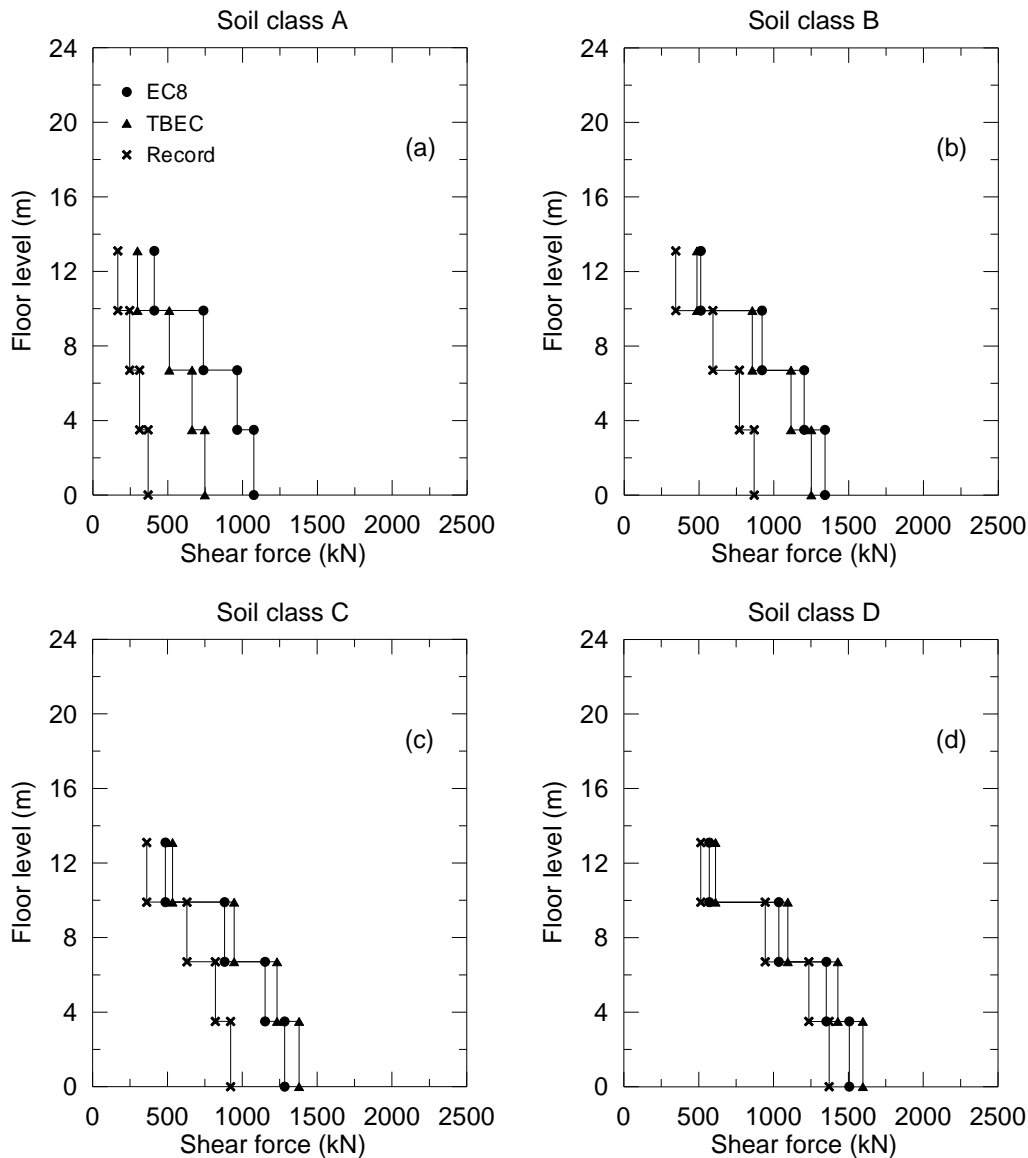 Soil class A
24
20
16
12
8
4
0
EC8
TBEC
Record
(a)
Floor level (m)
0 500 1000 1500 2000 2500
Shear force (kN)
Soil class B
24
20
16
12
8
4
0
(b)
Floor level (m)
0 500 1000 1500 2000 2500
Shear force (kN)
Soil class C
24
20
16
12
8
4
0
(c)
Floor level (m)
0 500 1000 1500 2000 2500
Shear force (kN)
Soil class D
24
20
16
12
8
4
0
(d)
Floor level (m)
0 500 1000 1500 2000 2500
Shear force (kN)